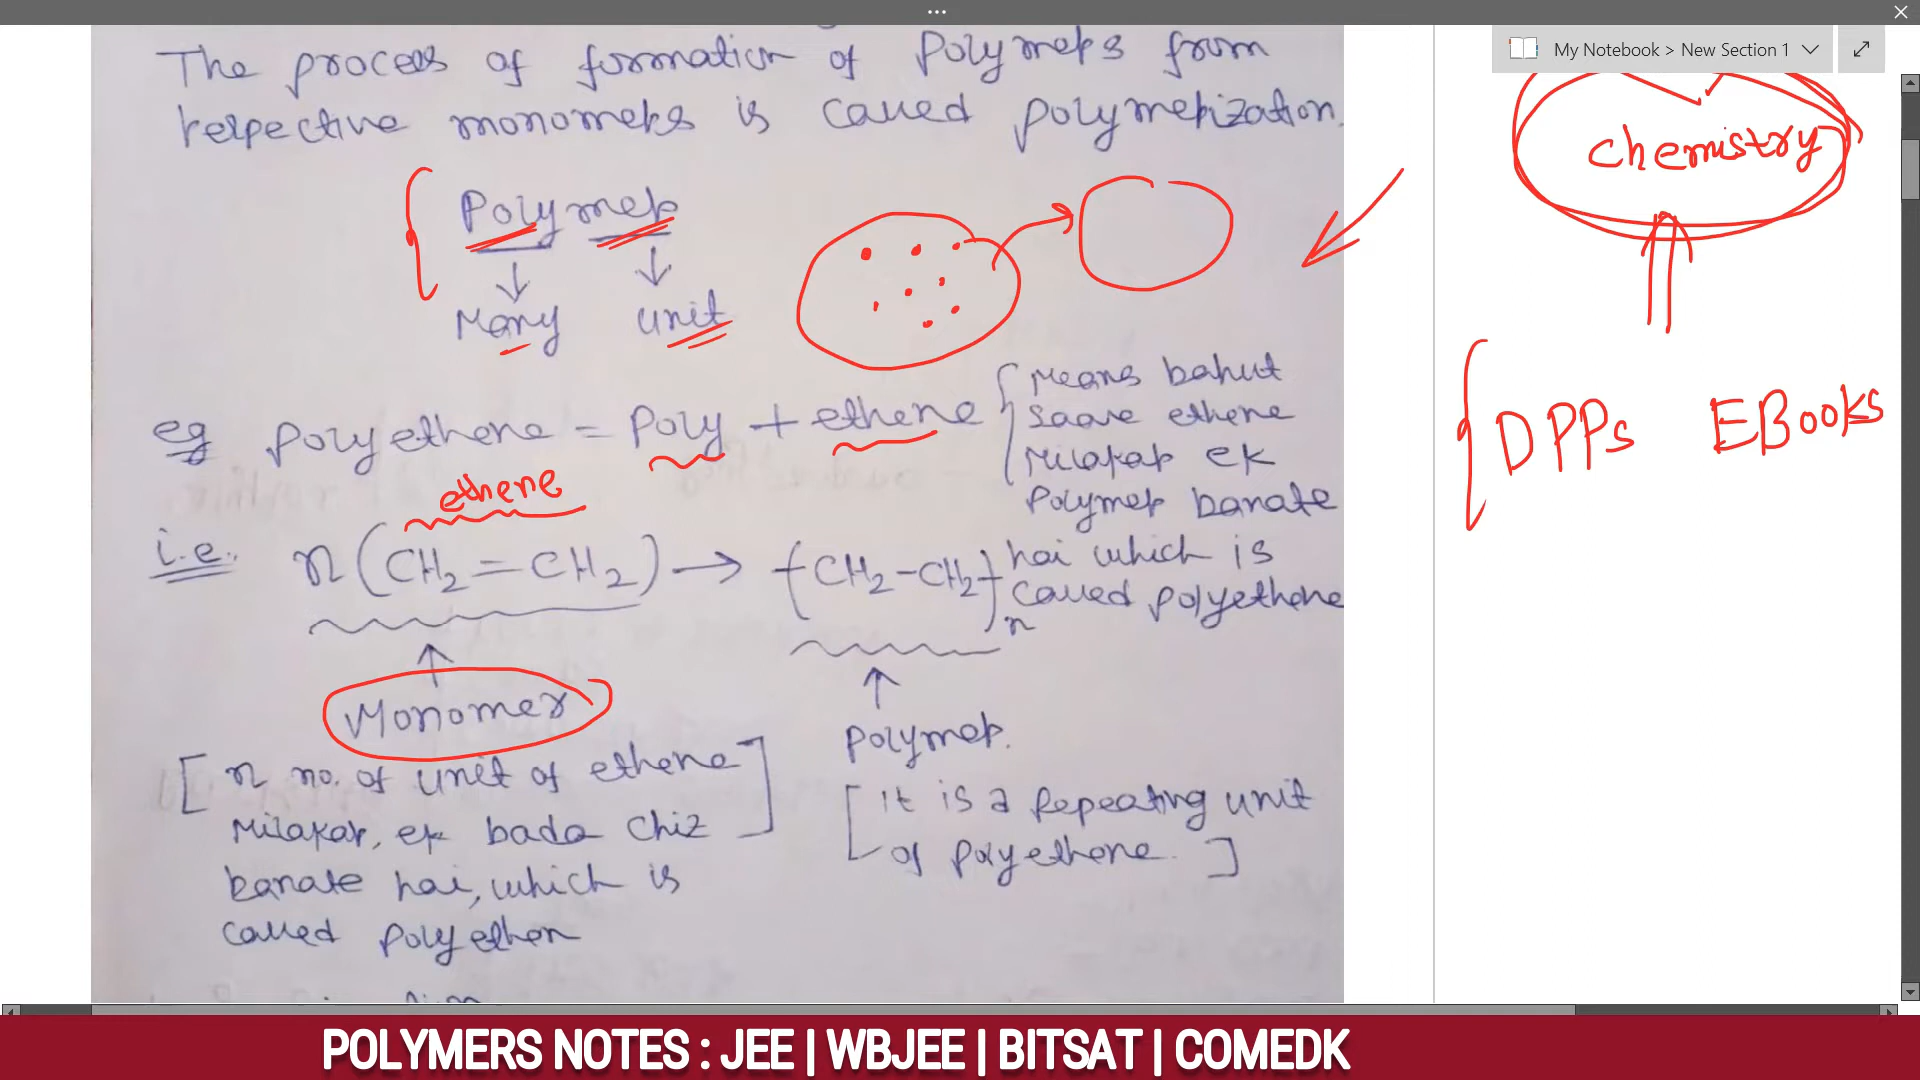 My Notebook > New Section 1
The process of formation of Polymers from
respective monomers is called polymerization.
Polymer
Many unit
eg polyethene = Poly + ethene
Means bahut
saare ethene
Milakar ek
Polymer banate
hai which is
called polyethene
ethene
i.e. n(CH2=CH2) → -(CH2-CH2-)n
Monomer
[n no. of unit of ethene
Milakar, ek bada chiz]
banate hai, which is
called polyethen
polymer.
[It is a repeating unit
of polyethene.]
chemistry
DPPs EBooks
POLYMERS NOTES : JEE | WBJEE | BITSAT | COMEDK